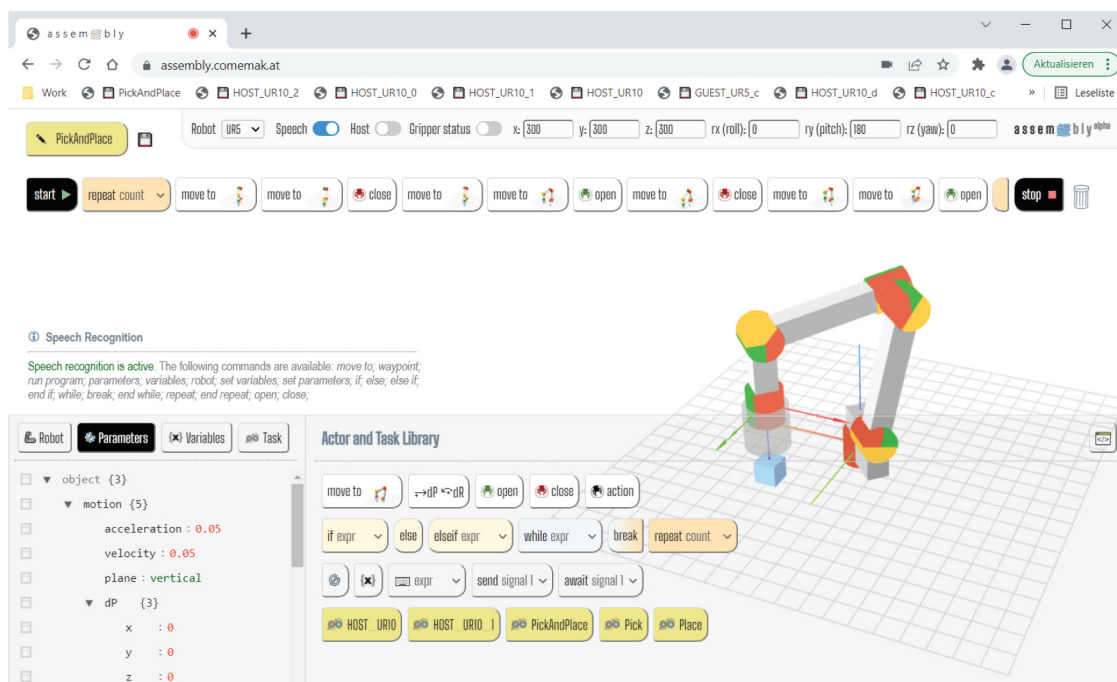 assembly
assembly.comemak.at
Aktualisieren
Work PickAndPlace HOST_UR10_2 HOST_UR10_0 HOST_UR10_1 HOST_UR10 GUEST_UR5_c HOST_UR10_d HOST_UR10_c » Leseliste
PickAndPlace Robot UR5 Speech Host Gripper status x: 300 y: 300 z: 300 rx (roll): 0 ry (pitch): 180 rz (yaw): 0 assembly alpha
start repeat count move to move to close move to move to open move to close move to move to open stop
Speech Recognition
Speech recognition is active. The following commands are available: move to; waypoint;
run program; parameters; variables; robot; set variables; set parameters; if; else; else if;
end if; while; break; end while; repeat; end repeat; open; close;
Robot Parameters {x} Variables Task
Actor and Task Library
object {3}
motion {5}
acceleration : 0.05
velocity : 0.05
plane : vertical
dP {3}
x : 0
y : 0
z : 0
move to →dP dR open close action
if expr else elseif expr while expr break repeat count
{x} expr send signal 1 await signal 1
HOST_UR10 HOST_UR10_1 PickAndPlace Pick Place